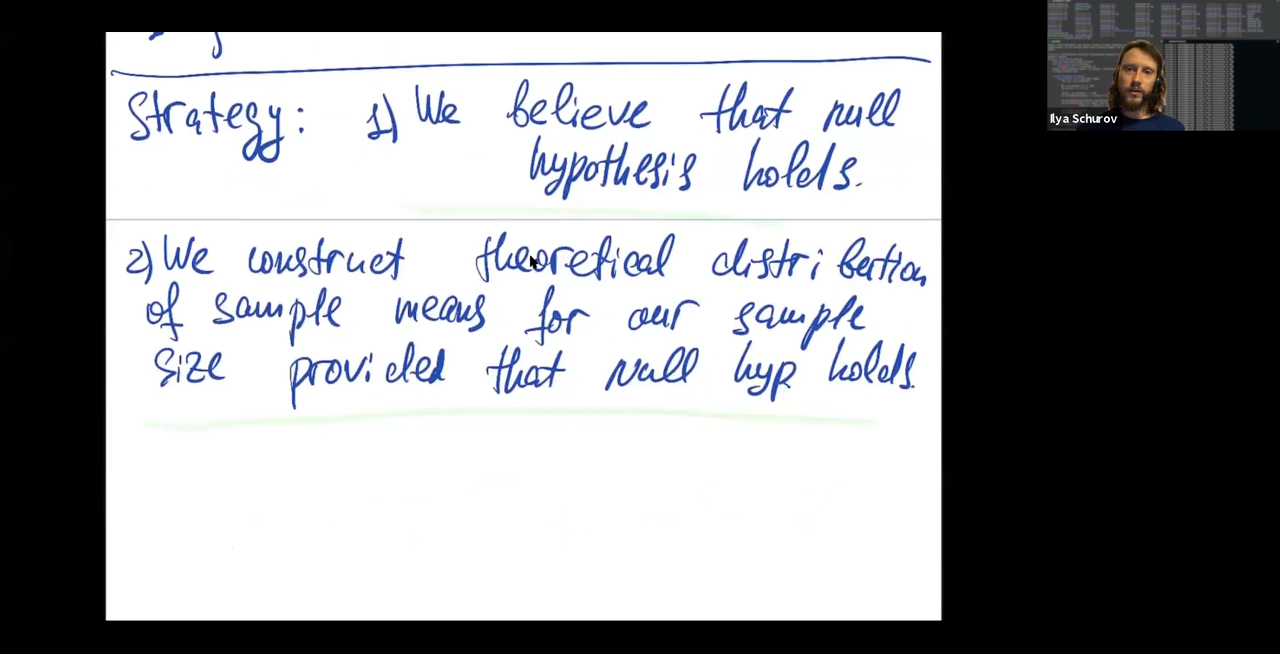 Strategy: 1) We believe that null
hypothesis holds.
2) We construct theoretical distribution
of sample means for our sample
size provided that null hyp holds.
Ilya Schurov